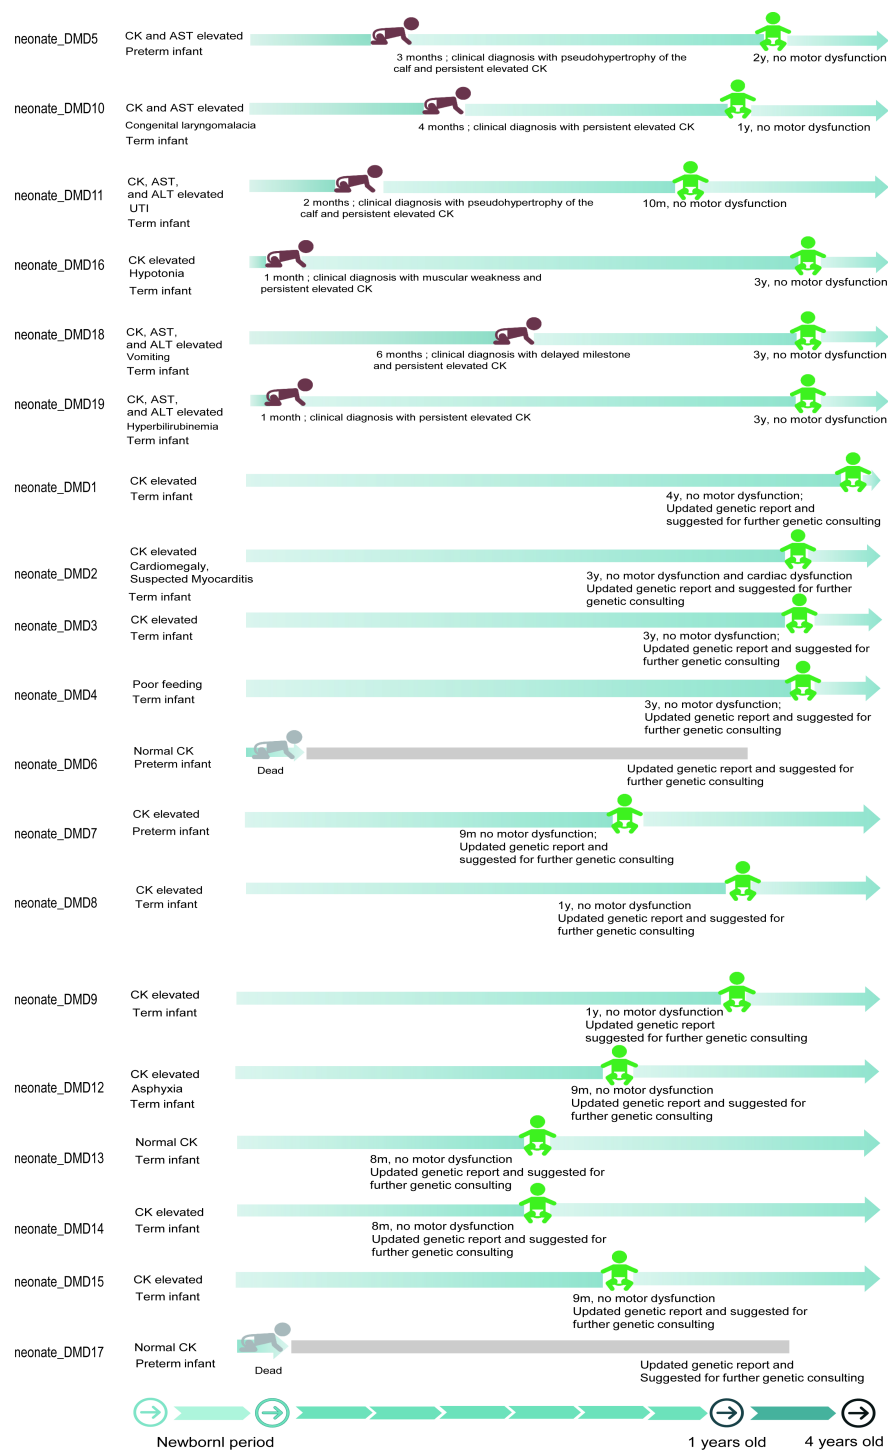 neonate_DMD5
CK and AST elevated
Preterm infant
3 months ; clinical diagnosis with pseudohypertrophy of the
calf and persistent elevated CK
2y, no motor dysfunction
neonate_DMD10
CK and AST elevated
Congenital laryngomalacia
Term infant
4 months ; clinical diagnosis with persistent elevated CK
1y, no motor dysfunction
neonate_DMD11
CK, AST,
and ALT elevated
UTI
Term infant
2 months ; clinical diagnosis with pseudohypertrophy of the
calf and persistent elevated CK
10m, no motor dysfunction
neonate_DMD16
CK elevated
Hypotonia
Term infant
1 month ; clinical diagnosis with muscular weakness and
persistent elevated CK
3y, no motor dysfunction
neonate_DMD18
CK, AST,
and ALT elevated
Vomiting
Term infant
6 months ; clinical diagnosis with delayed milestone
and persistent elevated CK
3y, no motor dysfunction
neonate_DMD19
CK, AST,
and ALT elevated
Hyperbilirubinemia
Term infant
1 month ; clinical diagnosis with persistent elevated CK
3y, no motor dysfunction
neonate_DMD1
CK elevated
Term infant
4y, no motor dysfunction;
Updated genetic report and
suggested for further genetic consulting
neonate_DMD2
CK elevated
Cardiomegaly,
Suspected Myocarditis
Term infant
3y, no motor dysfunction and cardiac dysfunction
Updated genetic report and suggested for further
genetic consulting
neonate_DMD3
CK elevated
Term infant
3y, no motor dysfunction;
Updated genetic report and suggested for
further genetic consulting
neonate_DMD4
Poor feeding
Term infant
3y, no motor dysfunction;
Updated genetic report and suggested for
further genetic consulting
neonate_DMD6
Normal CK
Preterm infant
Dead
Updated genetic report and suggested for
further genetic consulting
neonate_DMD7
CK elevated
Preterm infant
9m no motor dysfunction;
Updated genetic report and
suggested for further genetic consulting
neonate_DMD8
CK elevated
Term infant
1y, no motor dysfunction
Updated genetic report and suggested for
further genetic consulting
neonate_DMD9
CK elevated
Term infant
1y, no motor dysfunction
Updated genetic report
suggested for further genetic consulting
neonate_DMD12
CK elevated
Asphyxia
Term infant
9m, no motor dysfunction
Updated genetic report and suggested for
further genetic consulting
neonate_DMD13
Normal CK
Term infant
8m, no motor dysfunction
Updated genetic report and suggested for
further genetic consulting
neonate_DMD14
CK elevated
Term infant
8m, no motor dysfunction
Updated genetic report and suggested for
further genetic consulting
neonate_DMD15
CK elevated
Term infant
9m, no motor dysfunction
Updated genetic report and suggested for
further genetic consulting
neonate_DMD17
Normal CK
Preterm infant
Dead
Updated genetic report and
Suggested for further genetic consulting
Newbornl period
1 years old
4 years old